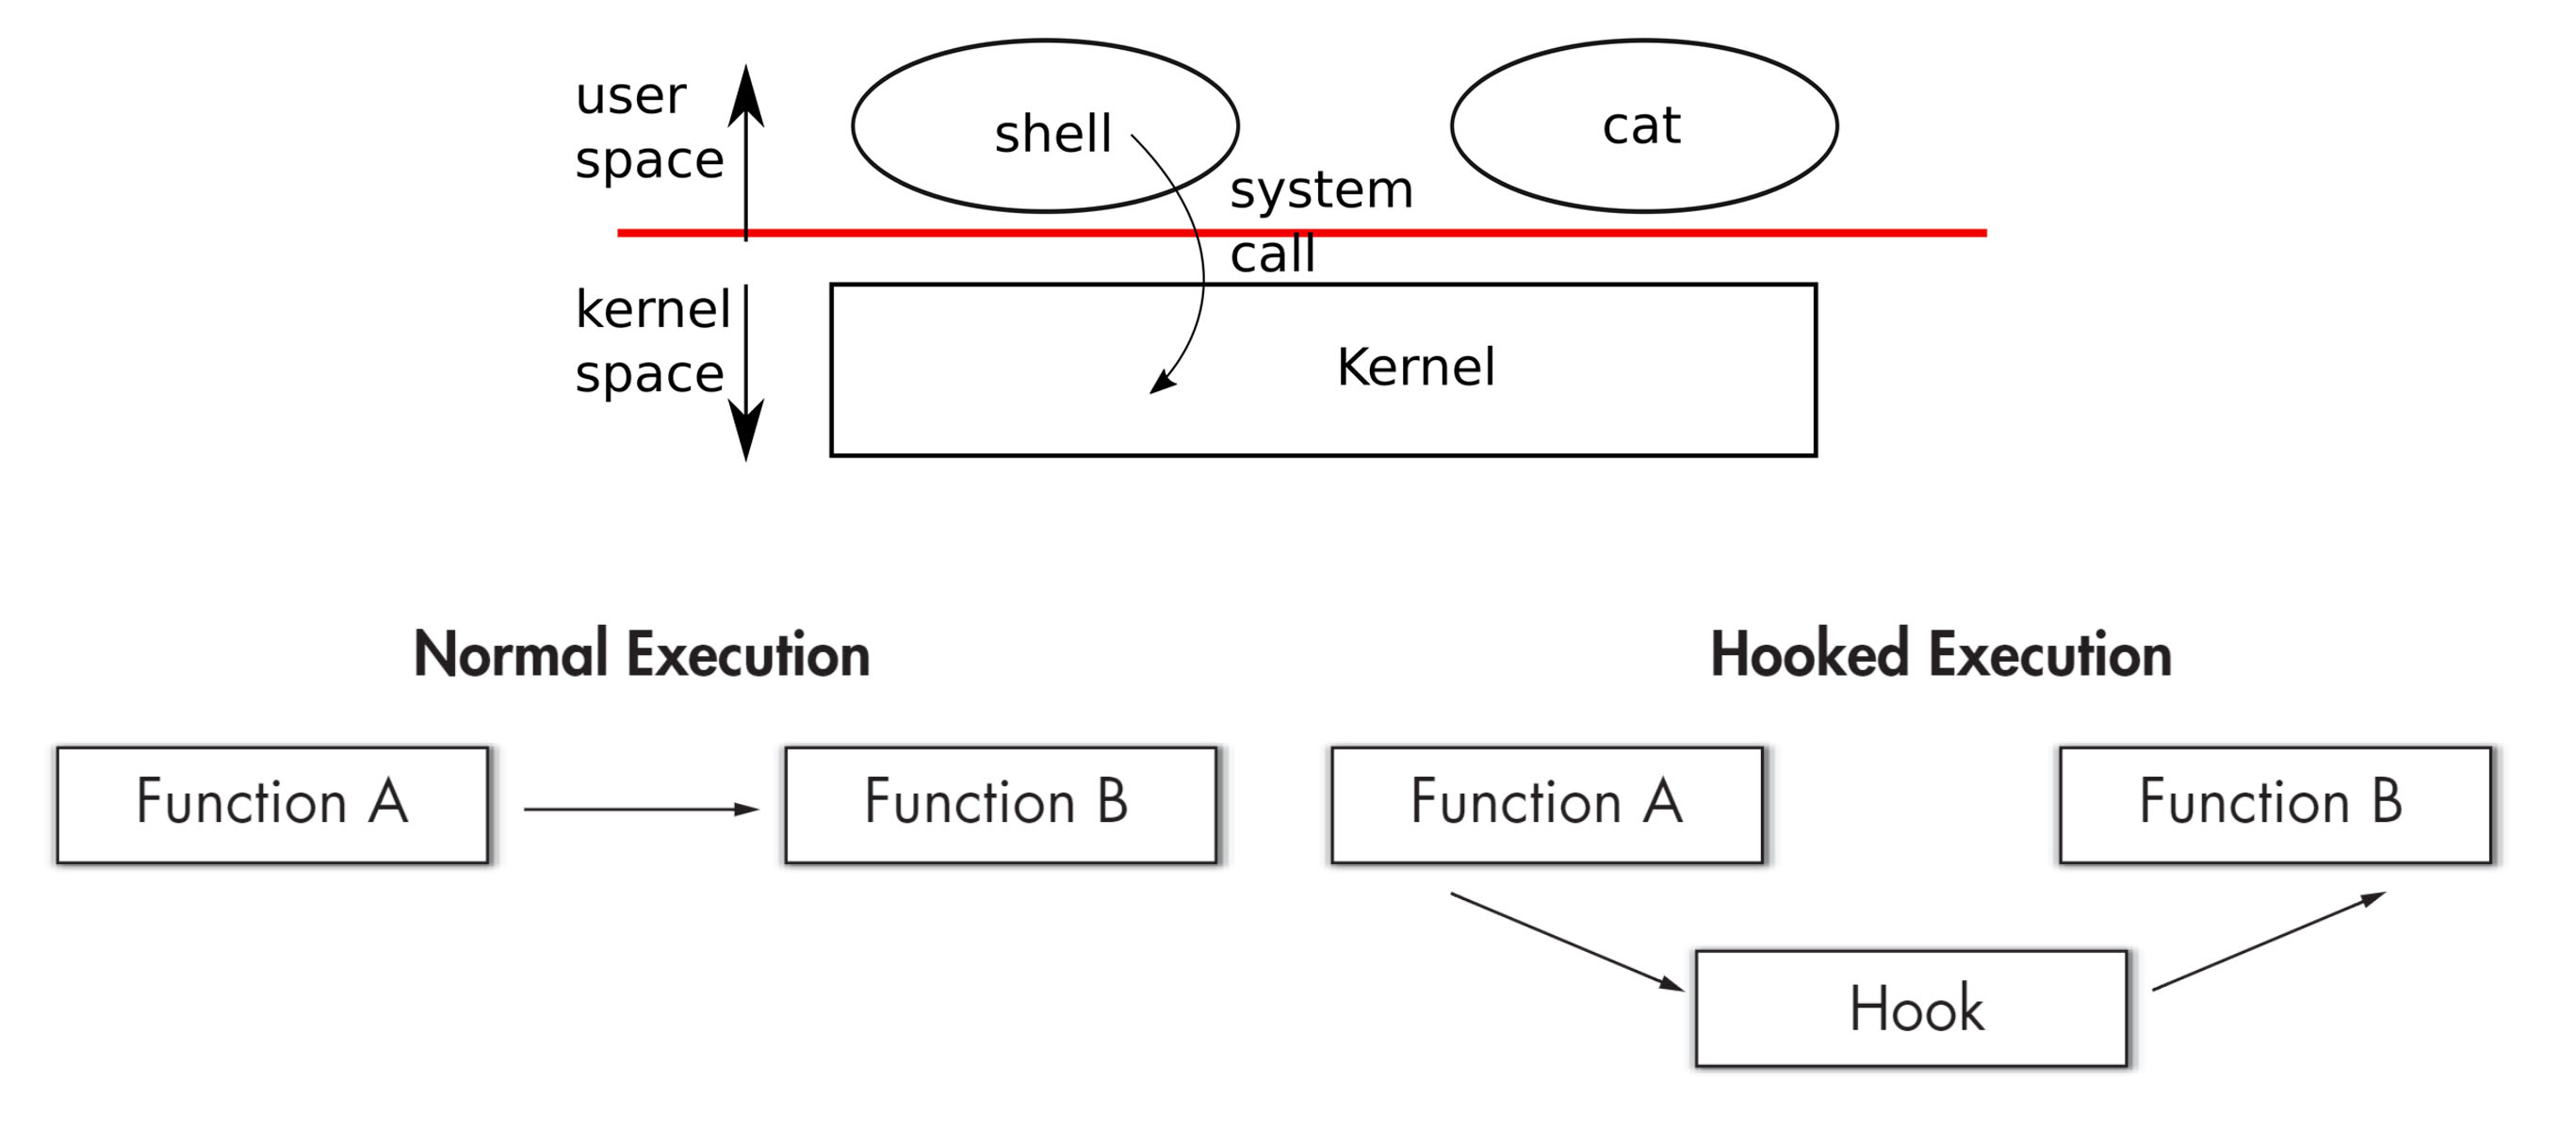 user
space
shell
cat
system
call
kernel
space
Kernel
Normal Execution
Hooked Execution
Function A
Function B
Function A
Function B
Hook